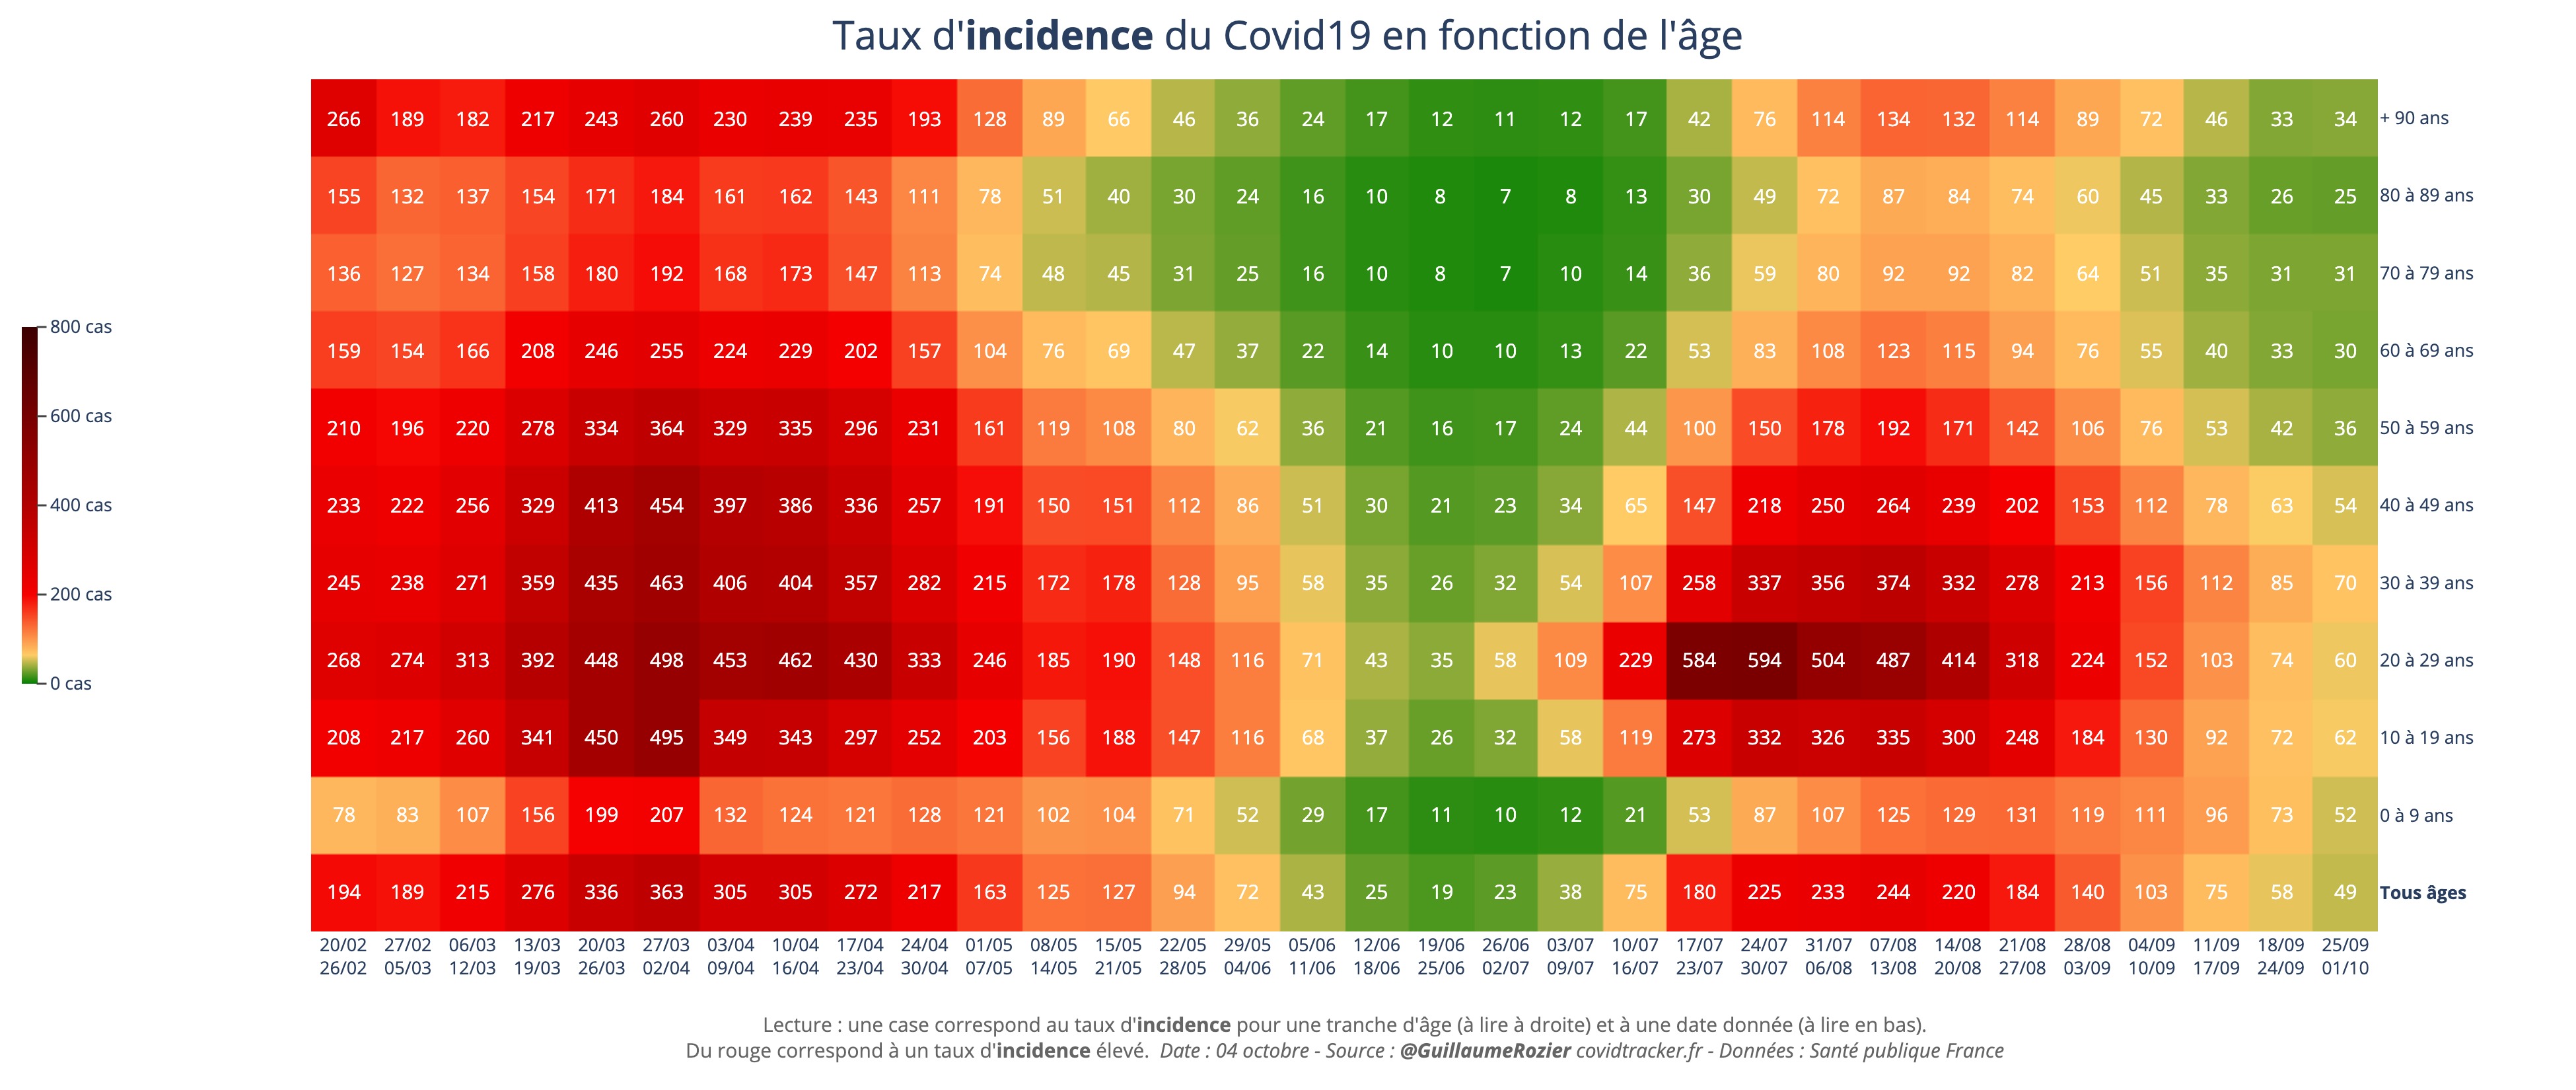 Taux d'incidence du Covid19 en fonction de l'âge
266 189 182 217 243 260 230 239 235 193 128 89 66 46 36 24 17 12 11 12 17 42 76 114 134 132 114 89 72 46 33 34 + 90 ans
155 132 137 154 171 184 161 162 143 111 78 51 40 30 24 16 10 8 7 8 13 30 49 72 87 84 74 60 45 33 26 25 80 à 89 ans
136 127 134 158 180 192 168 173 147 113 74 48 45 31 25 16 10 8 7 10 14 36 59 80 92 92 82 64 51 35 31 31 70 à 79 ans
800 cas
159 154 166 208 246 255 224 229 202 157 104 76 69 47 37 22 14 10 10 13 22 53 83 108 123 115 94 76 55 40 33 30 60 à 69 ans
600 cas
210 196 220 278 334 364 329 335 296 231 161 119 108 80 62 36 21 16 17 24 44 100 150 178 192 171 142 106 76 53 42 36 50 à 59 ans
400 cas
233 222 256 329 413 454 397 386 336 257 191 150 151 112 86 51 30 21 23 34 65 147 218 250 264 239 202 153 112 78 63 54 40 à 49 ans
245 238 271 359 435 463 406 404 357 282 215 172 178 128 95 58 35 26 32 54 107 258 337 356 374 332 278 213 156 112 85 70 30 à 39 ans
200 cas
268 274 313 392 448 498 453 462 430 333 246 185 190 148 116 71 43 35 58 109 229 584 594 504 487 414 318 224 152 103 74 60 20 à 29 ans
0 cas
208 217 260 341 450 495 349 343 297 252 203 156 188 147 116 68 37 26 32 58 119 273 332 326 335 300 248 184 130 92 72 62 10 à 19 ans
78 83 107 156 199 207 132 124 121 128 121 102 104 71 52 29 17 11 10 12 21 53 87 107 125 129 131 119 111 96 73 52 0 à 9 ans
194 189 215 276 336 363 305 305 272 217 163 125 127 94 72 43 25 19 23 38 75 180 225 233 244 220 184 140 103 75 58 49 Tous âges
20/02 27/02 06/03 13/03 20/03 27/03 03/04 10/04 17/04 24/04 01/05 08/05 15/05 22/05 29/05 05/06 12/06 19/06 26/06 03/07 10/07 17/07 24/07 31/07 07/08 14/08 21/08 28/08 04/09 11/09 18/09 25/09
26/02 05/03 12/03 19/03 26/03 02/04 09/04 16/04 23/04 30/04 07/05 14/05 21/05 28/05 04/06 11/06 18/06 25/06 02/07 09/07 16/07 23/07 30/07 06/08 13/08 20/08 27/08 03/09 10/09 17/09 24/09 01/10
Lecture : une case correspond au taux d'incidence pour une tranche d'âge (à lire à droite) et à une date donnée (à lire en bas).
Du rouge correspond à un taux d'incidence élevé. Date : 04 octobre - Source : @GuillaumeRozier covidtracker.fr - Données : Santé publique France